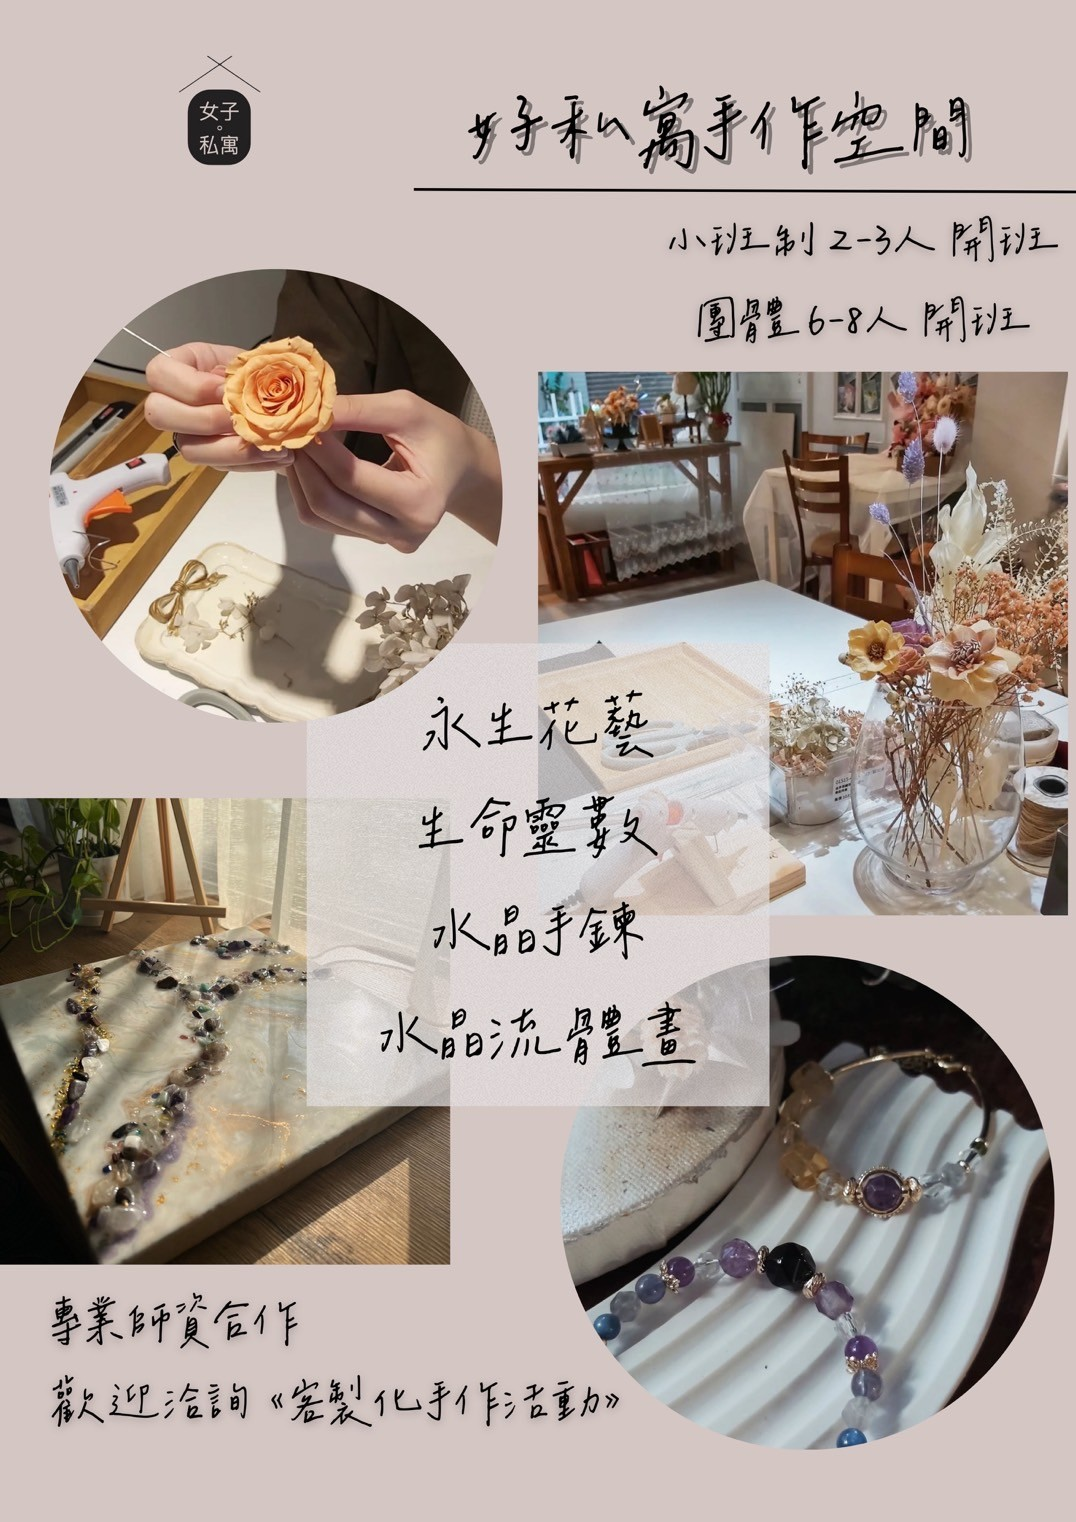 女子
私寓
好私寓手作空間
小班制 2-3人 開班
團體 6-8人 開班
永生花藝
生命靈數
水晶手鍊
水晶流體畫
專業師資合作
歡迎洽詢《客製化手作活動》